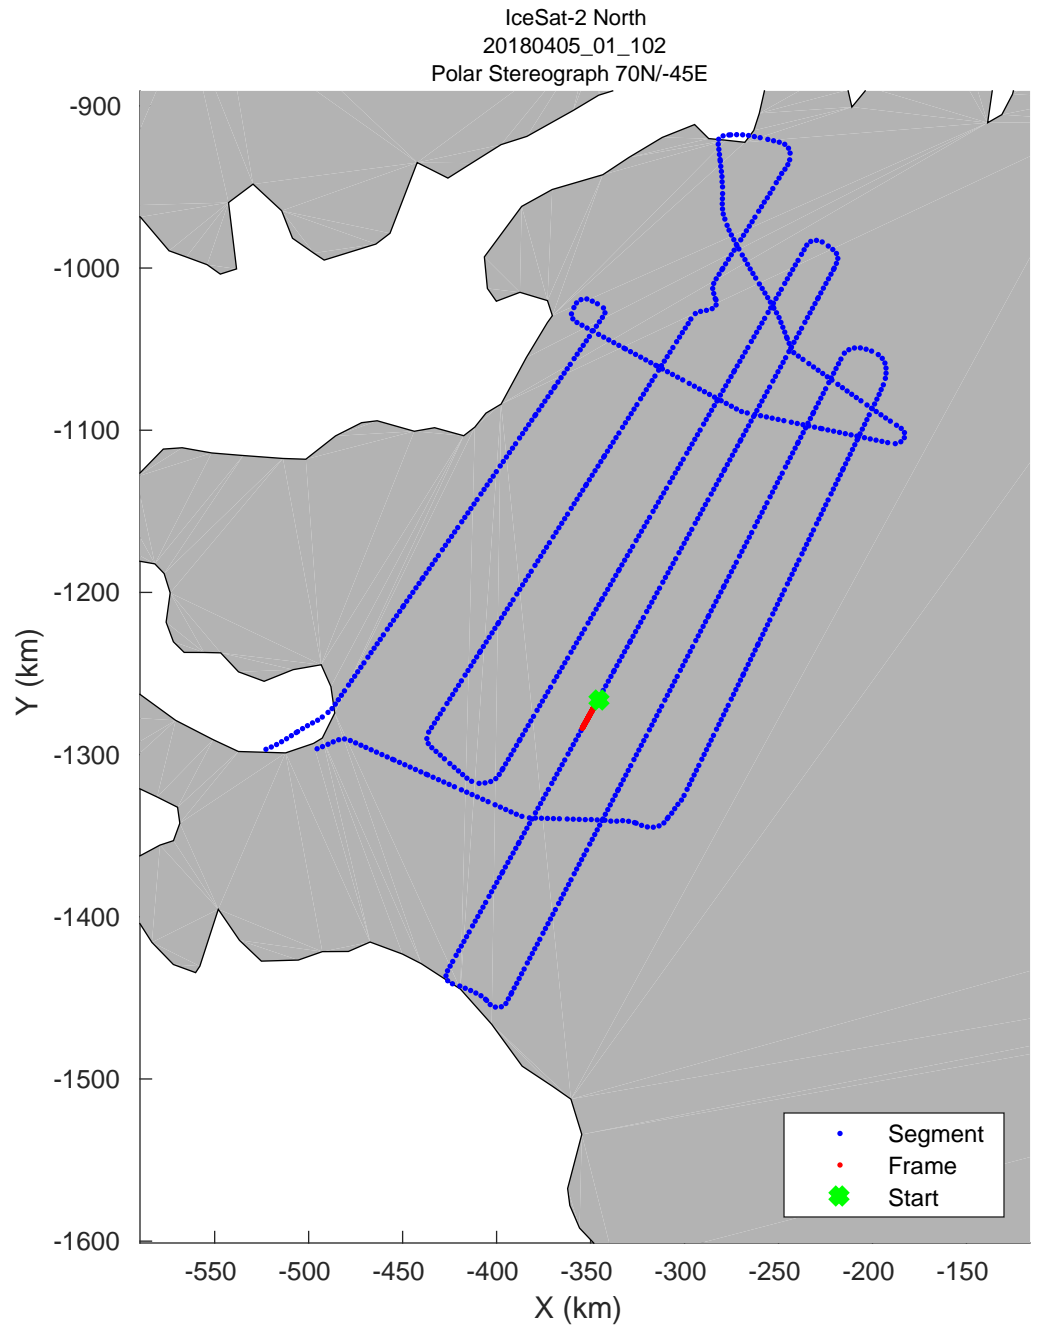 IceSat-2 North
20180405_01_102
Polar Stereograph 70N/-45E
-900
-1000
-1100
-1200
-1300
-1400
-1500
-1600
Y (km)
-550 -500 -450 -400 -350 -300 -250 -200 -150
X (km)
Segment
Frame
Start